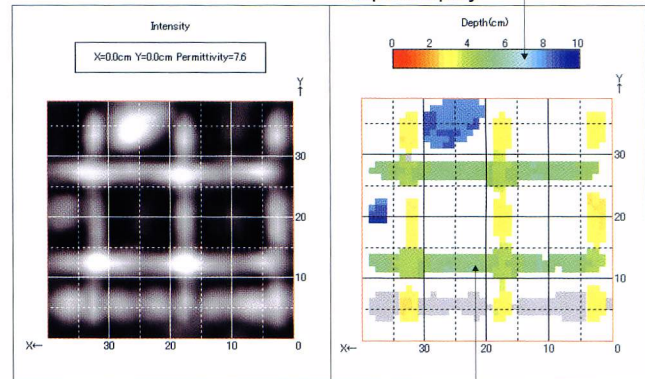 Intensity
X=0.0cm Y=0.0cm Permittivity=7.6
Y
↑
30
20
10
X← 30 20 10 0
Depth(cm)
0 2 4 6 8 10
Y
↑
30
20
10
X← 30 20 10 0